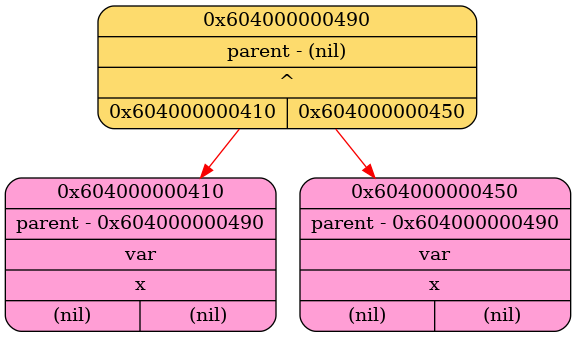 0x604000000490
parent - (nil)
^
0x604000000410 0x604000000450
0x604000000410
parent - 0x604000000490
var
x
(nil) (nil)
0x604000000450
parent - 0x604000000490
var
x
(nil) (nil)